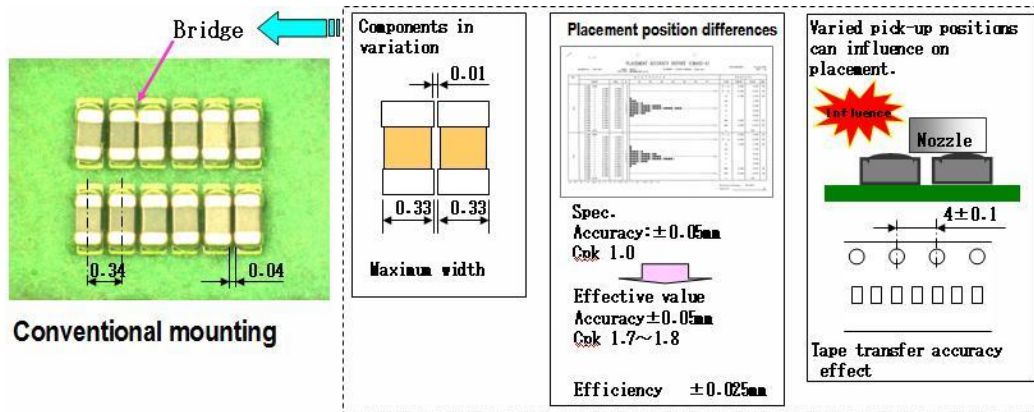 Bridge
0.34
0.04
Conventional mounting
Components in
variation
0.01
0.33
0.33
Maximum width
Placement position differences
Spec.
Accuracy:±0.05mm
Cpk 1.0
Effective value
Accuracy±0.05mm
Cpk 1.7～1.8
Efficiency ±0.025mm
Varied pick-up positions
can influence on
placement.
Influence
Nozzle
4±0.1
Tape transfer accuracy
effect